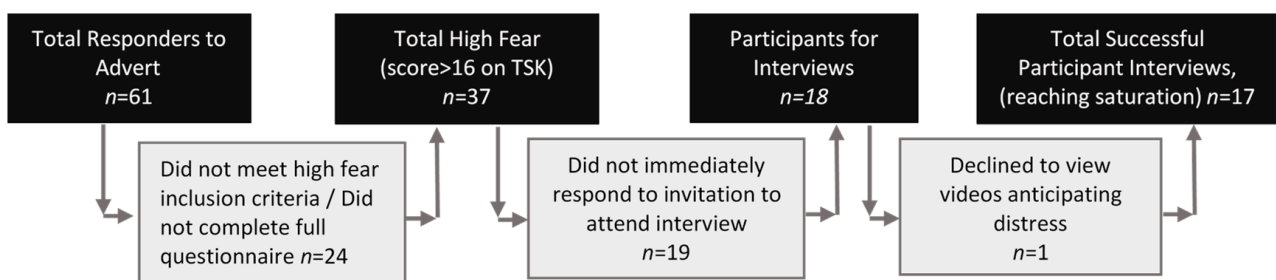 Total Responders to
Advert
n=61
Did not meet high fear
inclusion criteria / Did
not complete full
questionnaire n=24
Total High Fear
(score>16 on TSK)
n=37
Did not immediately
respond to invitation to
attend interview
n=19
Participants for
Interviews
n=18
Declined to view
videos anticipating
distress
n=1
Total Successful
Participant Interviews,
(reaching saturation) n=17